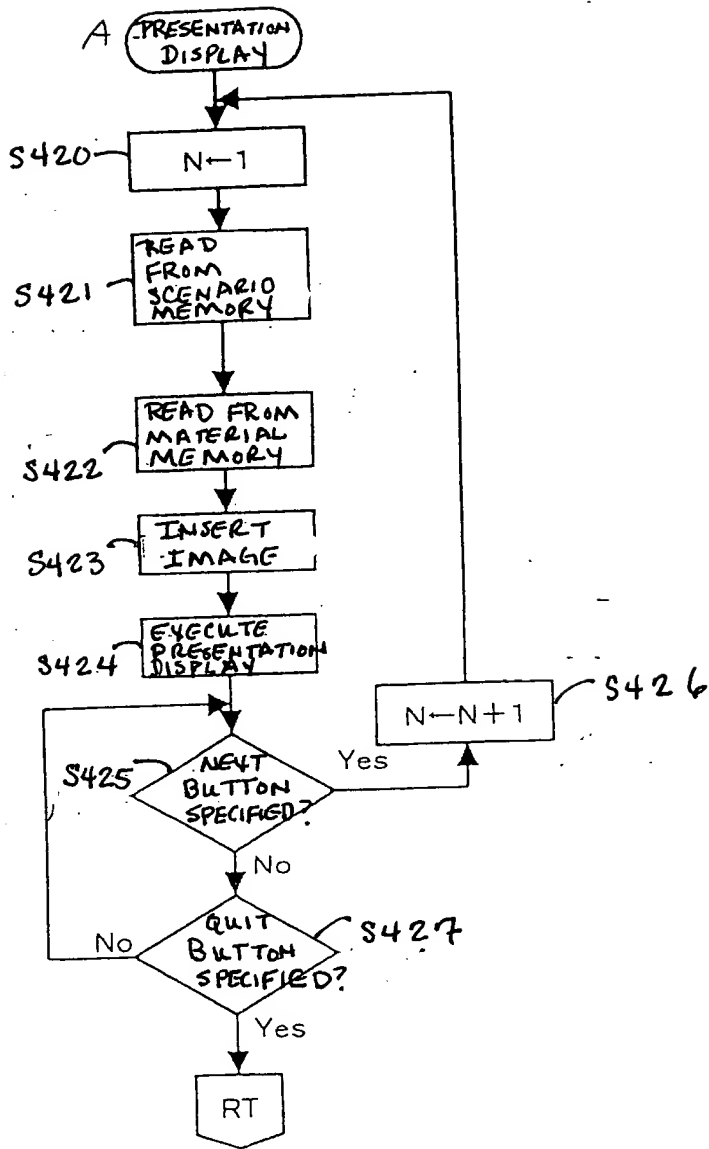 A
PRESENTATION
DISPLAY
S420
N←1
S421
READ
FROM
SCENARIO
MEMORY
S422
READ FROM
MATERIAL
MEMORY
S423
INSERT
IMAGE
S424
EXECUTE
PRESENTATION
DISPLAY
S426
N←N+1
S425
NEXT
BUTTON
SPECIFIED?
Yes
No
S427
QUIT
BUTTON
SPECIFIED?
No
Yes
RT